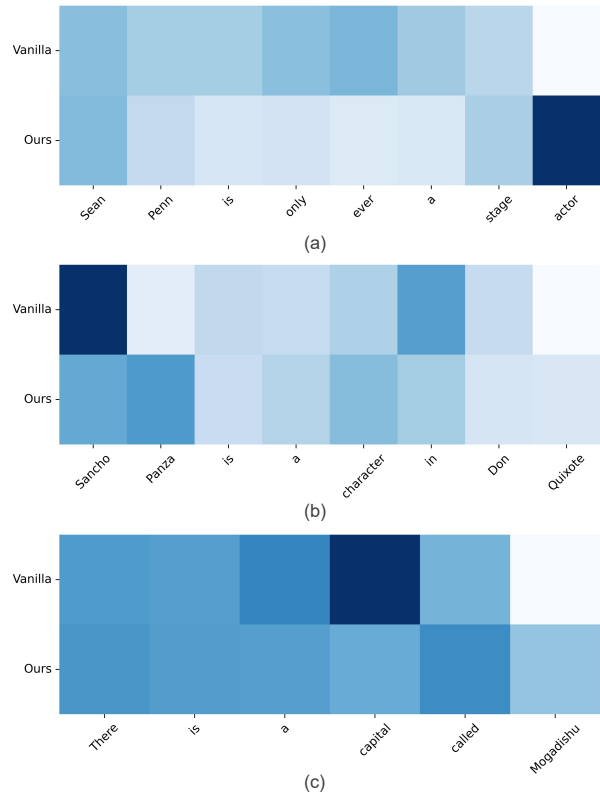 Vanilla
Ours
Sean Penn is only ever a stage actor
(a)
Vanilla
Ours
Sancho Panza is a character in Don Quixote
(b)
Vanilla
Ours
There is a capital called Mogadishu
(c)